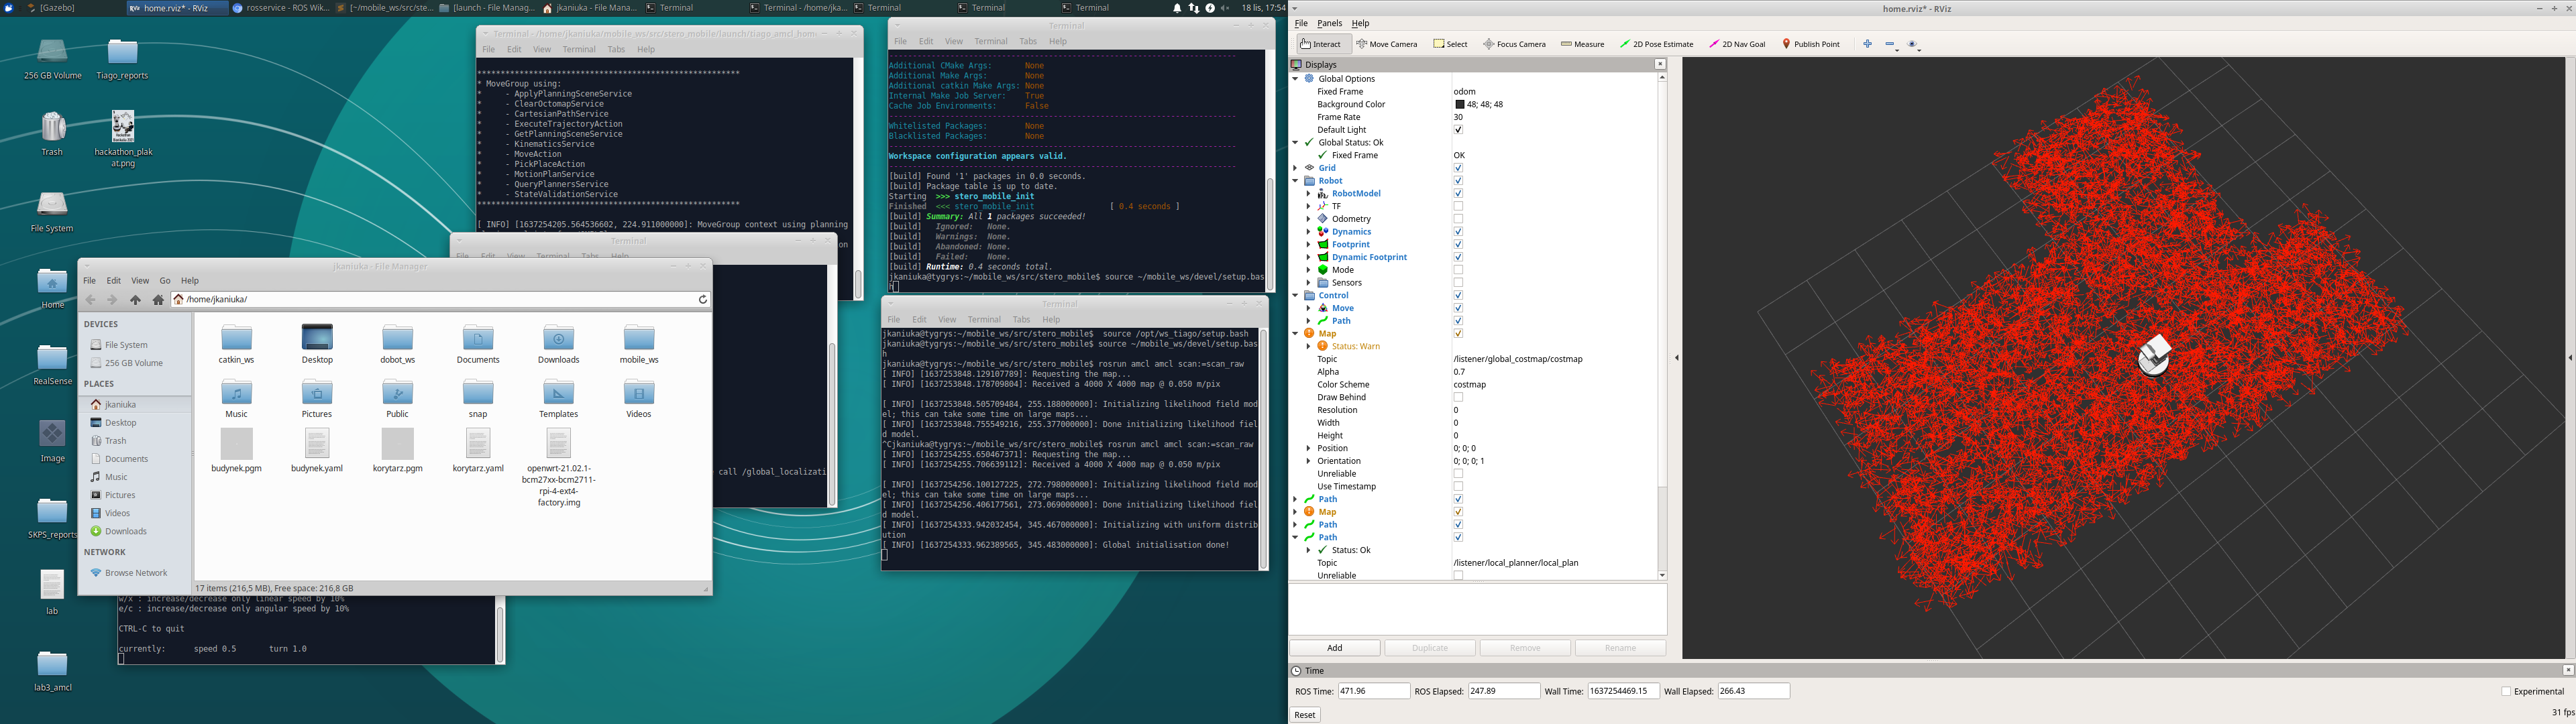 [Gazebo]
home.rviz* - RViz
rosservice - ROS Wik...
[~/mobile_ws/src/ste...
[launch - File Manag...
jkaniuka - File Mana...
Terminal
Terminal - /home/jka...
Terminal
Terminal
Terminal
18 lis, 17:54
256 GB Volume
Tiago_reports
Trash
hackathon_plak
at.png
File System
Home
RealSense
Image
SKPS_reports
lab
lab3_amcl
Terminal - /home/jkaniuka/mobile_ws/src/stero_mobile/launch/tiago_amcl_hom
File Edit View Terminal Tabs Help
********************************************************
* MoveGroup using:
* - ApplyPlanningSceneService
* - ClearOctomapService
* - CartesianPathService
* - ExecuteTrajectoryAction
* - GetPlanningSceneService
* - KinematicsService
* - MoveAction
* - PickPlaceAction
* - MotionPlanService
* - QueryPlannersService
* - StateValidationService
********************************************************
[ INFO] [1637254205.564536602, 224.911000000]: MoveGroup context using planning
Terminal
File Edit View Terminal Tabs Help
on
call /global_localizati
jkaniuka - File Manager
File Edit View Go Help
/home/jkaniuka/
DEVICES
File System
256 GB Volume
PLACES
jkaniuka
Desktop
Trash
Documents
Music
Pictures
Videos
Downloads
NETWORK
Browse Network
catkin_ws
Desktop
dobot_ws
Documents
Downloads
mobile_ws
Music
Pictures
Public
snap
Templates
Videos
budynek.pgm
budynek.yaml
korytarz.pgm
korytarz.yaml
openwrt-21.02.1-
bcm27xx-bcm2711-
rpi-4-ext4-
factory.img
17 items (216,5 MB), Free space: 216,8 GB
w/x : increase/decrease only linear speed by 10%
e/c : increase/decrease only angular speed by 10%
CTRL-C to quit
currently: speed 0.5 turn 1.0
Terminal
File Edit View Terminal Tabs Help
Additional CMake Args: None
Additional Make Args: None
Additional catkin Make Args: None
Internal Make Job Server: True
Cache Job Environments: False
Whitelisted Packages: None
Blacklisted Packages: None
Workspace configuration appears valid.
[build] Found '1' packages in 0.0 seconds.
[build] Package table is up to date.
Starting >>> stero_mobile_init
Finished <<< stero_mobile_init [ 0.4 seconds ]
[build] Summary: All 1 packages succeeded!
[build] Ignored: None.
[build] Warnings: None.
[build] Abandoned: None.
[build] Failed: None.
[build] Runtime: 0.4 seconds total.
jkaniuka@tygrys:~/mobile_ws/src/stero_mobile$ source ~/mobile_ws/devel/setup.bas
h
Terminal
File Edit View Terminal Tabs Help
jkaniuka@tygrys:~/mobile_ws/src/stero_mobile$ source /opt/ws_tiago/setup.bash
jkaniuka@tygrys:~/mobile_ws/src/stero_mobile$ source ~/mobile_ws/devel/setup.bas
h
jkaniuka@tygrys:~/mobile_ws/src/stero_mobile$ rosrun amcl amcl scan:=scan_raw
[ INFO] [1637253848.129107789]: Requesting the map...
[ INFO] [1637253848.178709804]: Received a 4000 X 4000 map @ 0.050 m/pix
[ INFO] [1637253848.505709484, 255.188000000]: Initializing likelihood field mod
el; this can take some time on large maps...
[ INFO] [1637253848.755549216, 255.377000000]: Done initializing likelihood fiel
d model.
^Cjkaniuka@tygrys:~/mobile_ws/src/stero_mobile$ rosrun amcl amcl scan:=scan_raw
[ INFO] [1637254255.650467371]: Requesting the map...
[ INFO] [1637254255.706639112]: Received a 4000 X 4000 map @ 0.050 m/pix
[ INFO] [1637254256.100127225, 272.798000000]: Initializing likelihood field mod
el; this can take some time on large maps...
[ INFO] [1637254256.406177561, 273.069000000]: Done initializing likelihood fiel
d model.
[ INFO] [1637254333.942032454, 345.467000000]: Initializing with uniform distrib
ution
[ INFO] [1637254333.962389565, 345.483000000]: Global initialisation done!
home.rviz* - RViz
File Panels Help
Interact Move Camera Select Focus Camera Measure 2D Pose Estimate 2D Nav Goal Publish Point
Displays
Global Options
Fixed Frame odom
Background Color 48; 48; 48
Frame Rate 30
Default Light
Global Status: Ok
Fixed Frame OK
Grid
Robot
RobotModel
TF
Odometry
Dynamics
Footprint
Dynamic Footprint
Mode
Sensors
Control
Move
Path
Map
Status: Warn
Topic /listener/global_costmap/costmap
Alpha 0.7
Color Scheme costmap
Draw Behind
Resolution 0
Width 0
Height 0
Position 0; 0; 0
Orientation 0; 0; 0; 1
Unreliable
Use Timestamp
Path
Map
Path
Path
Status: Ok
Topic /listener/local_planner/local_plan
Unreliable
Add Duplicate Remove Rename
Time
ROS Time: 471.96 ROS Elapsed: 247.89 Wall Time: 1637254469.15 Wall Elapsed: 266.43 Experimental
Reset 31 fps